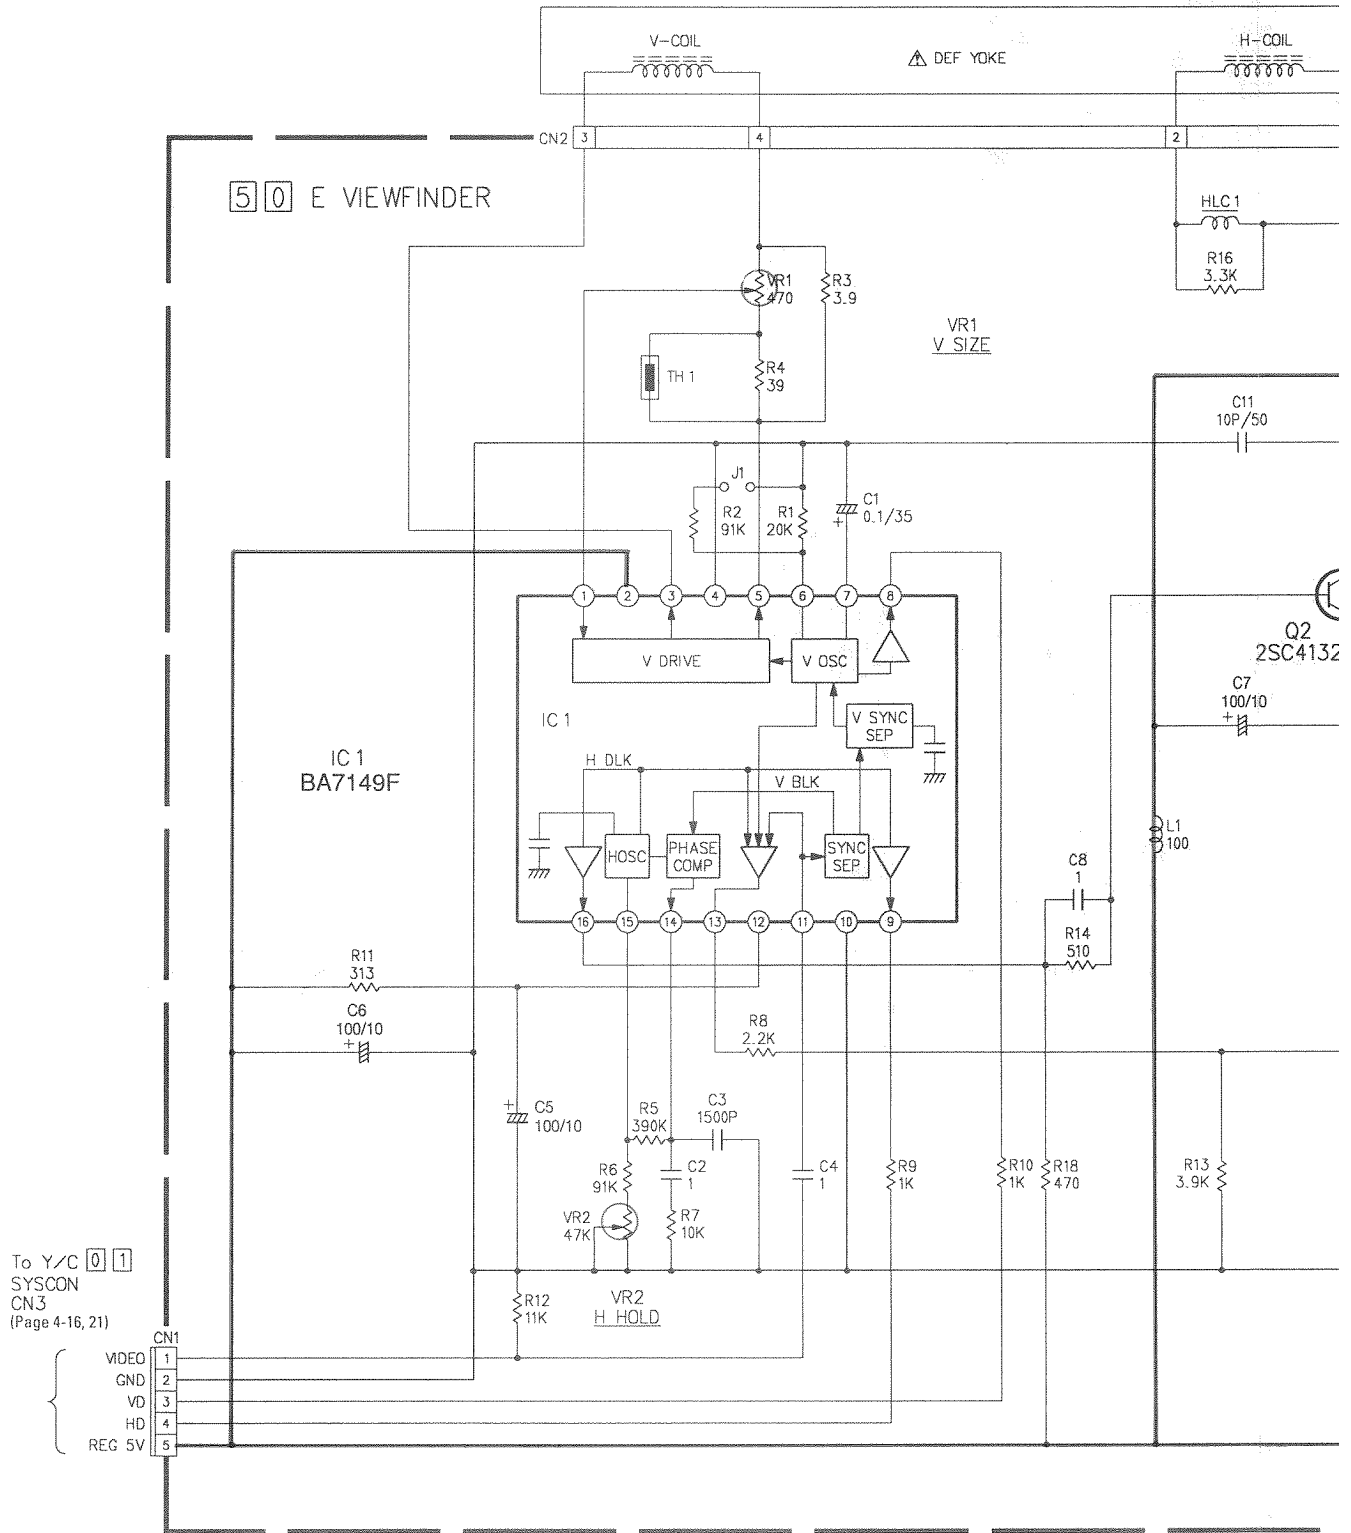 V-COIL
⚠ DEF YOKE
H-COIL
CN2 3 4 2
5 0 E VIEWFINDER
HLC1
R16
3.3K
VR1
470
R3
3.9
VR1
V SIZE
TH1
R4
39
C11
10P/50
J1
R2
91K
R1
20K
C1
+ 0.1/35
1 2 3 4 5 6 7 8
Q2
2SC4132
V DRIVE
V OSC
C7
100/10
+
IC1
V SYNC
SEP
IC1
BA7149F
H DLK
V BLK
HOSC
PHASE
COMP
SYNC
SEP
L1
100
C8
1
16 15 14 13 12 11 10 9
R14
510
R11
313
C6
100/10
+
R8
2.2K
+ C5
100/10
R5
390K
C3
1500P
R6
91K
C2
1
C4
1
R9
1K
R10
1K
R18
470
R13
3.9K
VR2
47K
R7
10K
To Y/C 0 1
SYSCON
CN3
(Page 4-16, 21)
R12
11K
VR2
H HOLD
CN1
VIDEO 1
GND 2
VD 3
HD 4
REG 5V 5